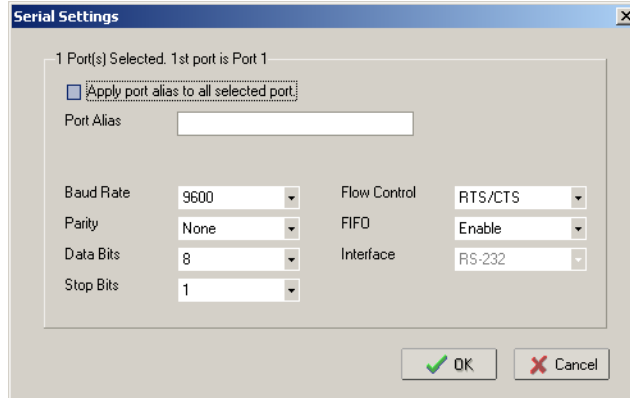 Serial Settings
1 Port(s) Selected. 1st port is Port 1
Apply port alias to all selected port.
Port Alias
Baud Rate 9600 Flow Control RTS/CTS
Parity None FIFO Enable
Data Bits 8 Interface RS-232
Stop Bits 1
OK Cancel